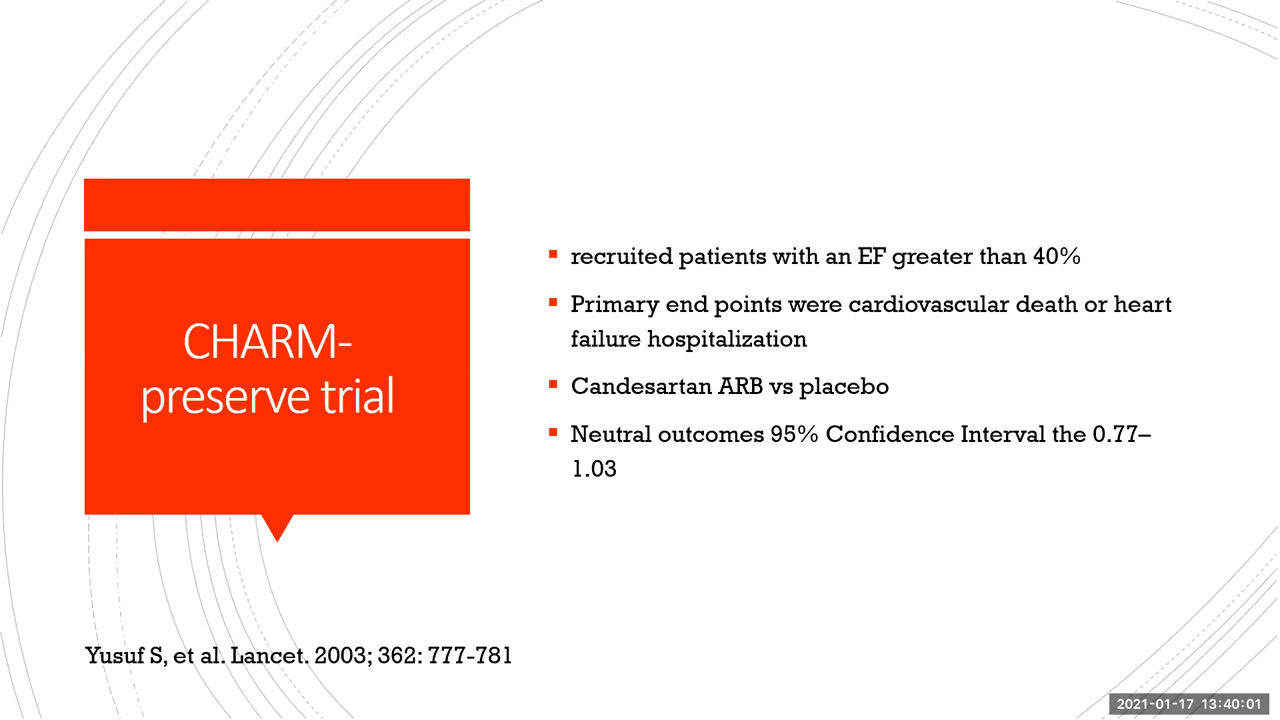 CHARM-
preserve trial
recruited patients with an EF greater than 40%
Primary end points were cardiovascular death or heart
failure hospitalization
Candesartan ARB vs placebo
Neutral outcomes 95% Confidence Interval the 0.77–
1.03
Yusuf S, et al. Lancet. 2003; 362: 777-781
2021-01-17 13:40:01